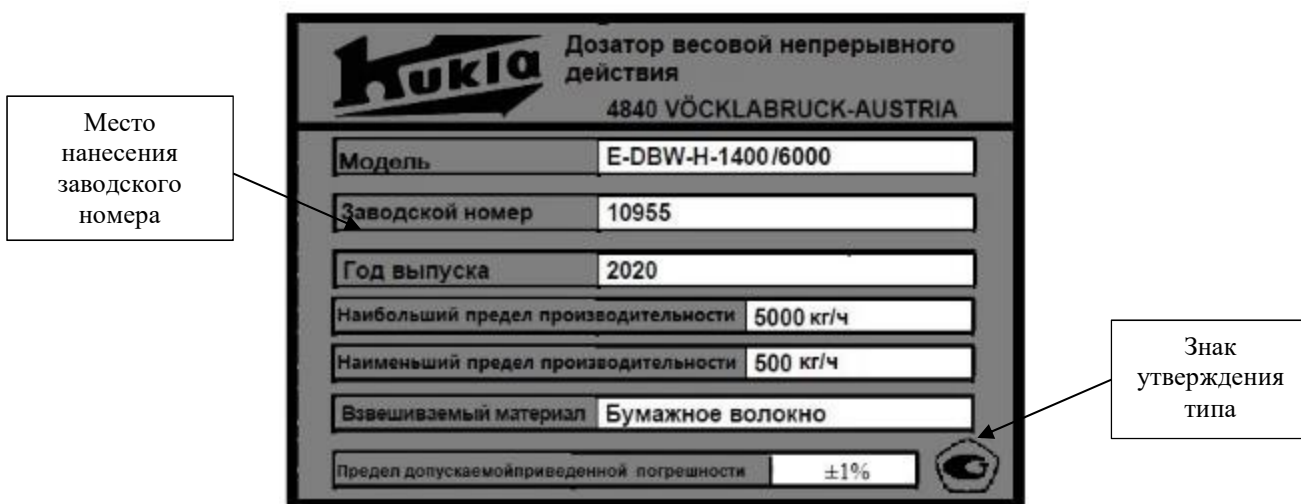 Kukla
Дозатор весовой непрерывного
действия
4840 VÖCKLABRUCK-AUSTRIA
Место
нанесения
заводского
номера
Модель E-DBW-H-1400/6000
Заводской номер 10955
Год выпуска 2020
Наибольший предел производительности 5000 кг/ч
Наименьший предел производительности 500 кг/ч
Взвешиваемый материал Бумажное волокно
Предел допускаемойприведенной погрешности ±1%
Знак
утверждения
типа